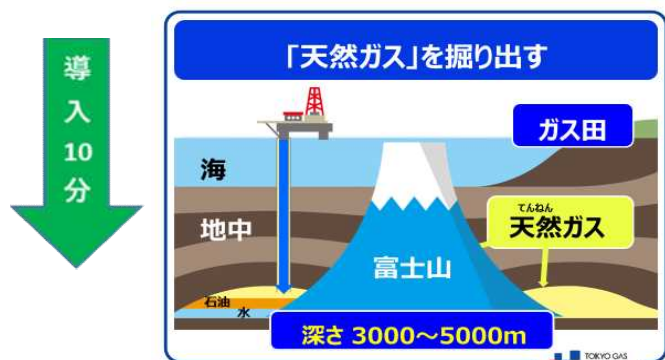 導入10分
「天然ガス」を掘り出す
ガス田
海
てんねん
天然ガス
地中
富士山
石油
水
深さ 3000～5000m
TOKYO GAS